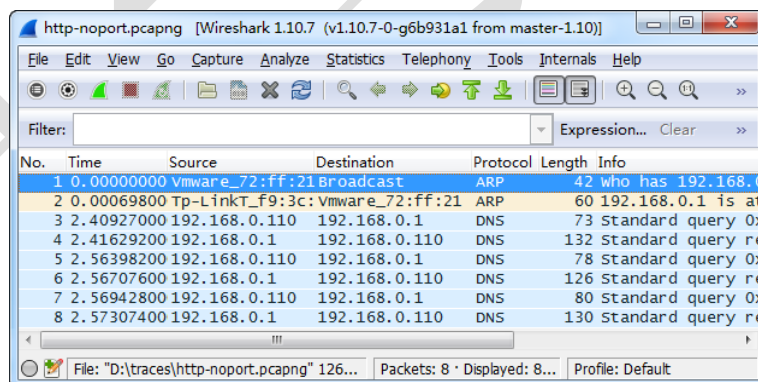 http-noport.pcapng [Wireshark 1.10.7 (v1.10.7-0-g6b931a1 from master-1.10)]
File Edit View Go Capture Analyze Statistics Telephony Tools Internals Help
Filter: Expression... Clear »
No. Time Source Destination Protocol Length Info
1 0.00000000 Vmware_72:ff:21 Broadcast ARP 42 who has 192.168.0
2 0.00069800 Tp-LinkT_f9:3c: Vmware_72:ff:21 ARP 60 192.168.0.1 is at
3 2.40927000 192.168.0.110 192.168.0.1 DNS 73 Standard query 0x
4 2.41629200 192.168.0.1 192.168.0.110 DNS 132 Standard query re
5 2.56398200 192.168.0.110 192.168.0.1 DNS 78 Standard query 0x
6 2.56707600 192.168.0.1 192.168.0.110 DNS 126 Standard query re
7 2.56942800 192.168.0.110 192.168.0.1 DNS 80 Standard query 0x
8 2.57307400 192.168.0.1 192.168.0.110 DNS 130 Standard query re
File: "D:\traces\http-noport.pcapng" 126... Packets: 8 · Displayed: 8... Profile: Default